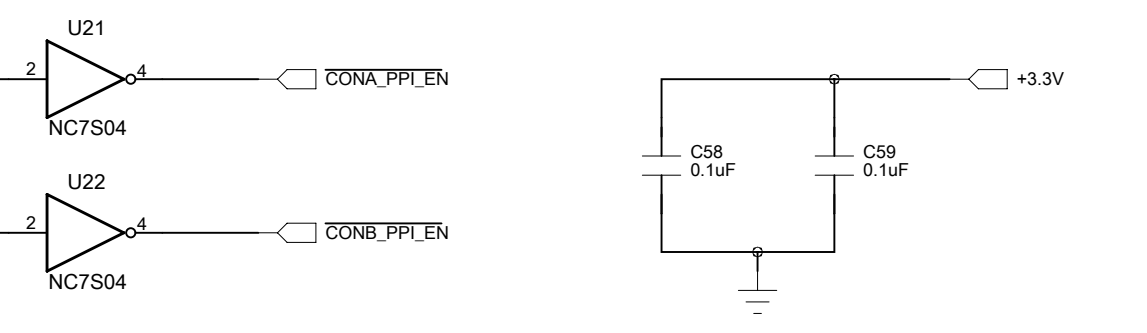 U21
2
4
CONA_PPI_EN
NC7S04
U22
2
4
CONB_PPI_EN
NC7S04
+3.3V
C58
0.1uF
C59
0.1uF